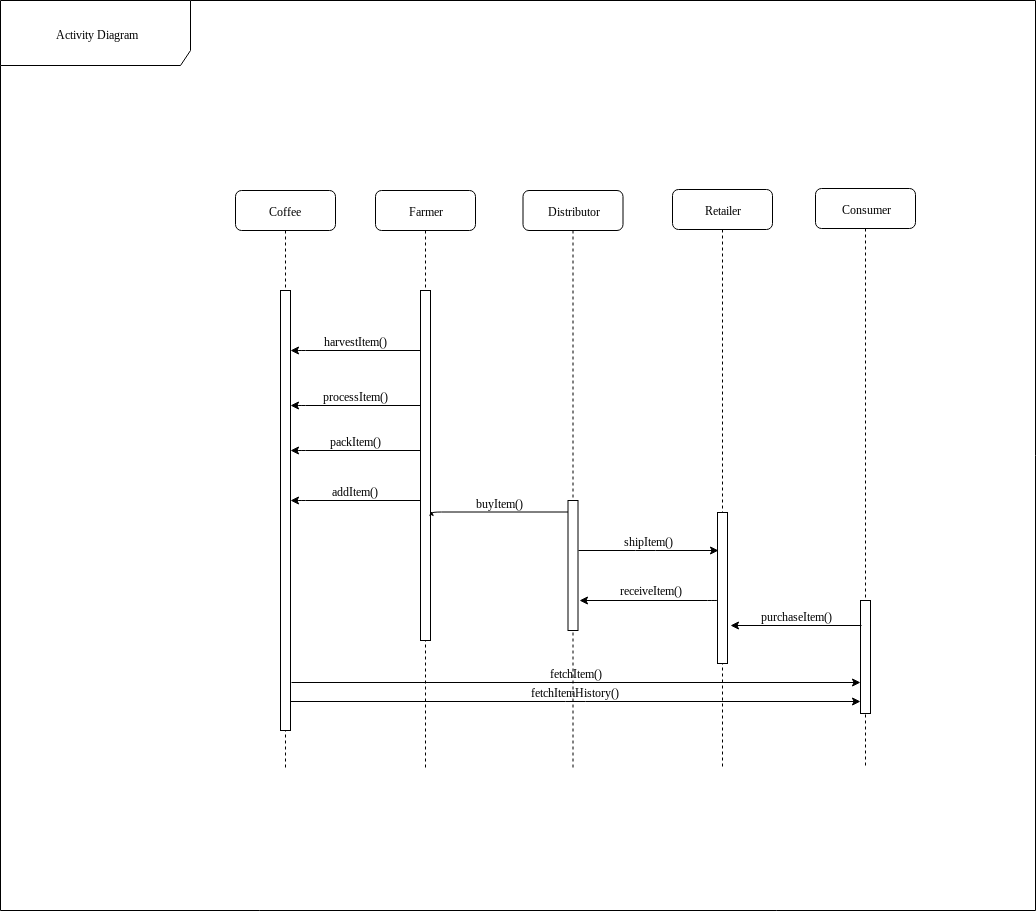 Activity Diagram
Coffee
Farmer
Distributor
Retailer
Consumer
harvestItem()
processItem()
packItem()
addItem()
buyItem()
shipItem()
receiveItem()
purchaseItem()
fetchItem()
fetchItemHistory()